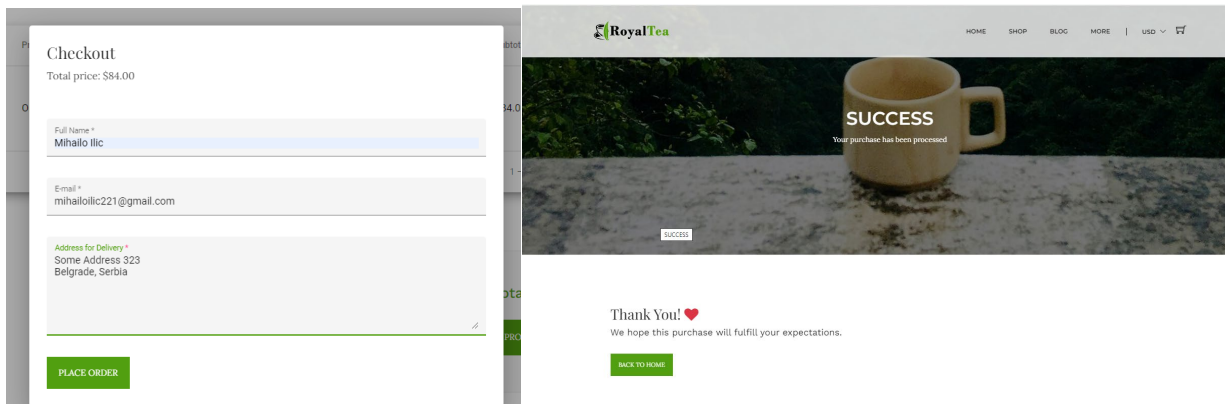 Checkout
Total price: $84.00
Full Name *
Mihailo Ilic
E-mail *
mihailoilic221@gmail.com
Address for Delivery *
Some Address 323
Belgrade, Serbia
PLACE ORDER
RoyalTea
HOME SHOP BLOG MORE | USD
SUCCESS
Your purchase has been processed
SUCCESS
Thank You!
We hope this purchase will fulfill your expectations.
BACK TO HOME